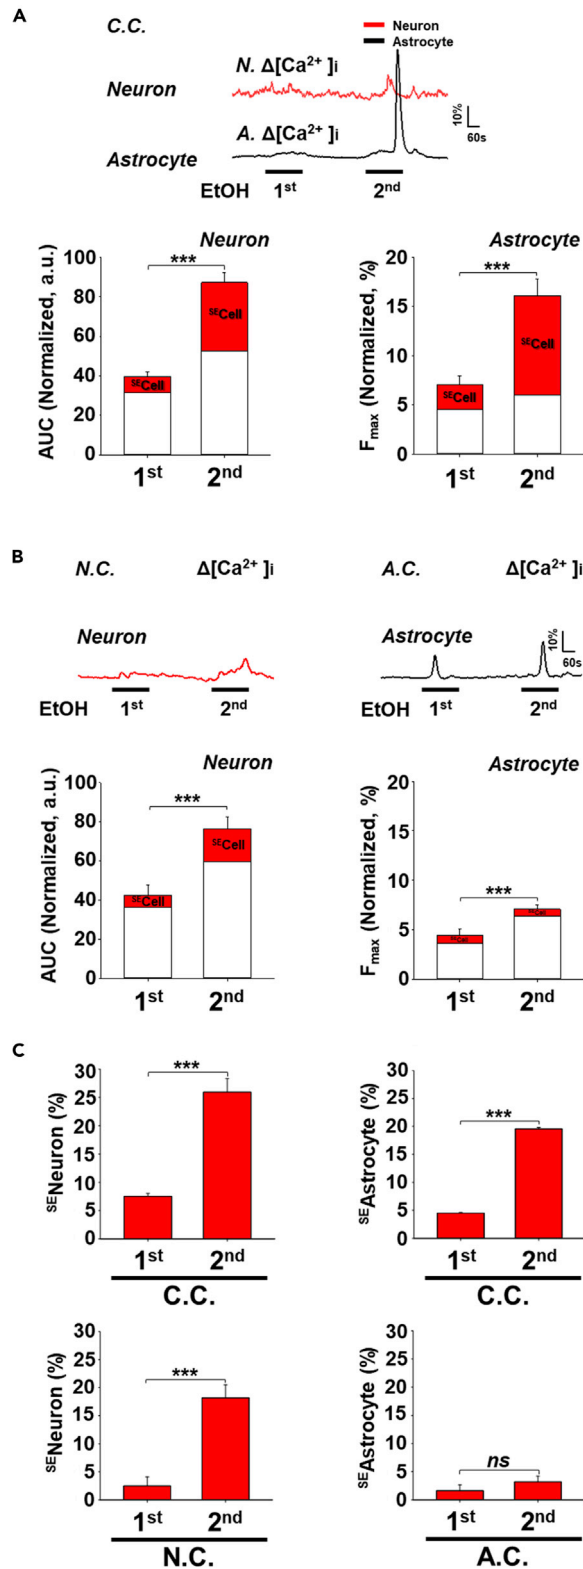 A
C.C.
Neuron
Astrocyte
N. Δ[Ca²⁺ ]i
Neuron
10%
60s
A. Δ[Ca²⁺ ]i
Astrocyte
EtOH 1st 2nd
Neuron
AUC (Normalized, a.u.)
100
80
60
40
20
0
***
SECell
SECell
1st 2nd
Astrocyte
Fmax (Normalized, %)
20
15
10
5
0
***
SECell
SECell
1st 2nd
B
N.C. Δ[Ca²⁺ ]i
Neuron
EtOH 1st 2nd
A.C. Δ[Ca²⁺ ]i
Astrocyte
10%
60s
EtOH 1st 2nd
Neuron
AUC (Normalized, a.u.)
100
80
60
40
20
0
***
SECell
SECell
1st 2nd
Astrocyte
Fmax (Normalized, %)
20
15
10
5
0
***
SECell
SECell
1st 2nd
C
SENeuron (%)
30
25
20
15
10
5
0
***
1st 2nd
C.C.
SEAstrocyte (%)
30
25
20
15
10
5
0
***
1st 2nd
C.C.
SENeuron (%)
30
25
20
15
10
5
0
***
1st 2nd
N.C.
SEAstrocyte (%)
30
25
20
15
10
5
0
ns
1st 2nd
A.C.